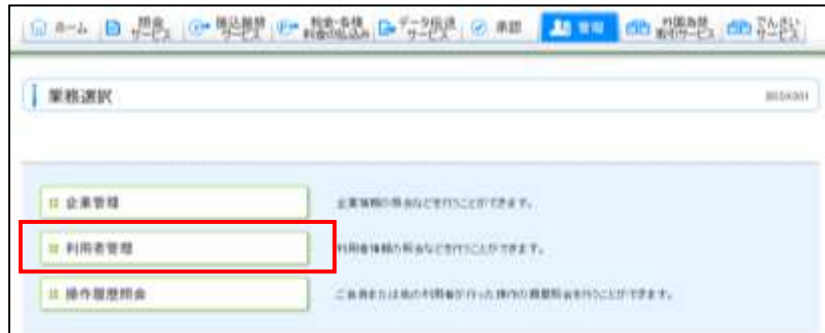 ホーム 照会サービス 振込振替サービス 税金・各種料金の払込み データ伝送サービス 承認 管理 外国為替取引サービス でんさいサービス
業務選択
企業管理 企業情報の照会などを行うことができます。
利用者管理 利用者情報の照会などを行うことができます。
操作履歴照会 ご自身または他の利用者が行った操作の履歴照会を行うことができます。